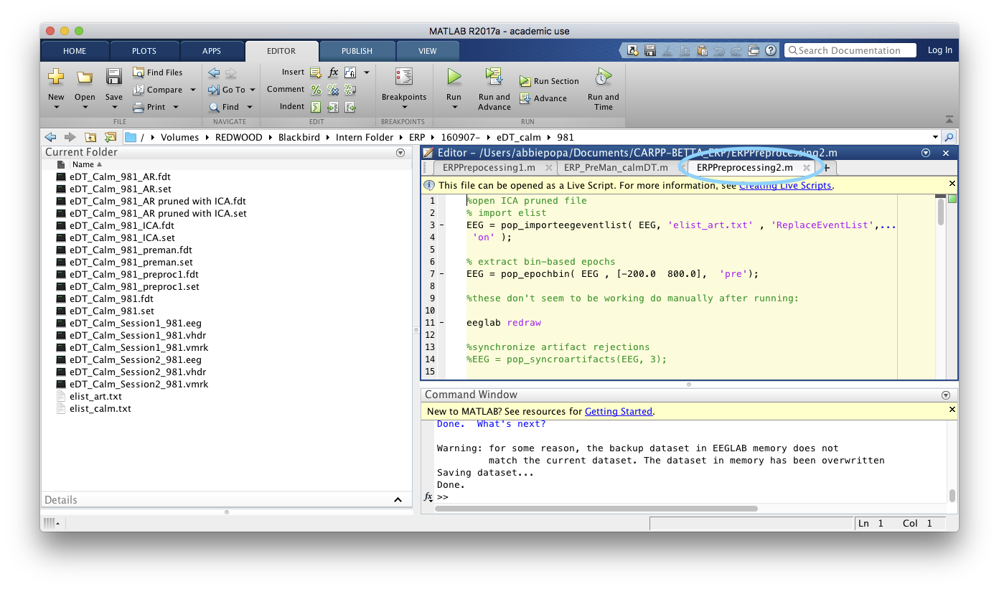 MATLAB R2017a - academic use
HOME PLOTS APPS EDITOR PUBLISH VIEW Search Documentation Log In
New Open Save Find Files Compare Print
FILE
Go To Find
NAVIGATE
Insert fx
Comment
Indent
EDIT
Breakpoints
BREAKPOINTS
Run Run and Advance Run Section Advance Run and Time
RUN
/ Volumes REDWOOD Blackbird Intern Folder ERP 160907- eDT_calm 981
Current Folder
Name
eDT_Calm_981_AR.fdt
eDT_Calm_981_AR.set
eDT_Calm_981_AR pruned with ICA.fdt
eDT_Calm_981_AR pruned with ICA.set
eDT_Calm_981_ICA.fdt
eDT_Calm_981_ICA.set
eDT_Calm_981_preman.fdt
eDT_Calm_981_preman.set
eDT_Calm_981_preproc1.fdt
eDT_Calm_981_preproc1.set
eDT_Calm_981.fdt
eDT_Calm_981.set
eDT_Calm_Session1_981.eeg
eDT_Calm_Session1_981.vhdr
eDT_Calm_Session1_981.vmrk
eDT_Calm_Session2_981.eeg
eDT_Calm_Session2_981.vhdr
eDT_Calm_Session2_981.vmrk
elist_art.txt
elist_calm.txt
Details
Editor - /Users/abbiepopa/Documents/CARPP-BETTA_ERP/ERPPreprocessing2.m
ERPPrepocessing1.m ERP_PreMan_calmDT.m ERPPreprocessing2.m +
This file can be opened as a Live Script. For more information, see Creating Live Scripts.
1 %open ICA pruned file
2 % import elist
3 - EEG = pop_importeegeventlist( EEG, 'elist_art.txt' , 'ReplaceEventList',...
4 'on' );
5
6 % extract bin-based epochs
7 - EEG = pop_epochbin( EEG , [-200.0 800.0], 'pre');
8
9 %these don't seem to be working do manually after running:
10
11 - eeglab redraw
12
13 %synchronize artifact rejections
14 %EEG = pop_syncroartifacts(EEG, 3);
15
Command Window
New to MATLAB? See resources for Getting Started.
Done. What's next?
Warning: for some reason, the backup dataset in EEGLAB memory does not
match the current dataset. The dataset in memory has been overwritten
Saving dataset...
Done.
fx >>
Ln 1 Col 1